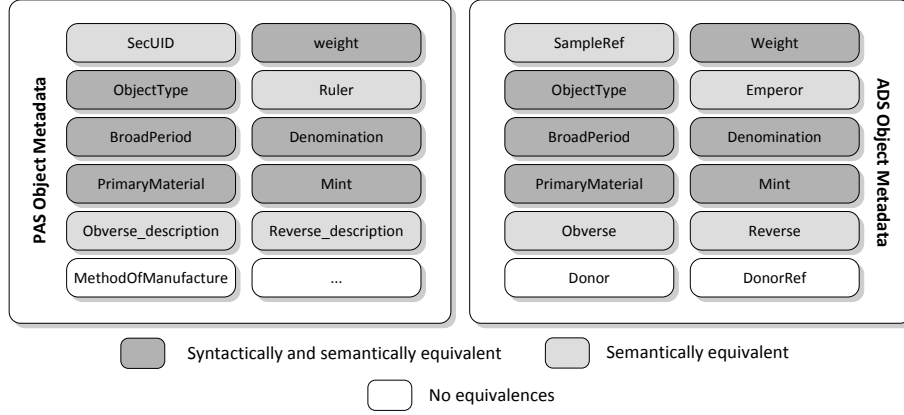 PAS Object Metadata
SecUID
weight
ObjectType
Ruler
BroadPeriod
Denomination
PrimaryMaterial
Mint
Obverse_description
Reverse_description
MethodOfManufacture
...
SampleRef
Weight
ObjectType
Emperor
BroadPeriod
Denomination
PrimaryMaterial
Mint
Obverse
Reverse
Donor
DonorRef
ADS Object Metadata
Syntactically and semantically equivalent
Semantically equivalent
No equivalences